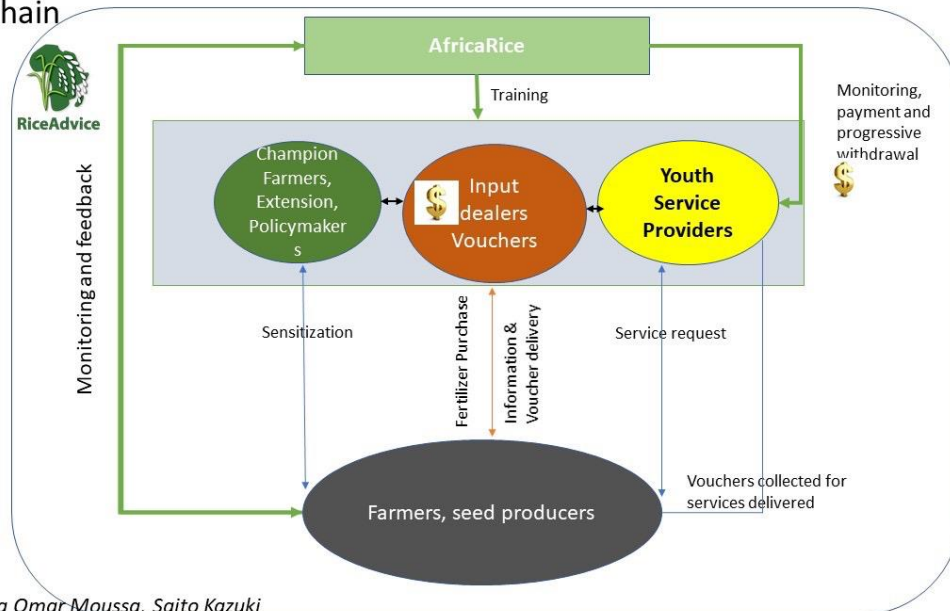 hain
AfricaRice
RiceAdvice
Training
Monitoring,
payment and
progressive
withdrawal
Champion
Farmers,
Extension,
Policymaker
s
Input
dealers
Vouchers
Youth
Service
Providers
Monitoring and feedback
Sensitization
Fertilizer Purchase
Information &
Voucher delivery
Service request
Farmers, seed producers
Vouchers collected for
services delivered
a Omar Moussa, Saito Kazuki